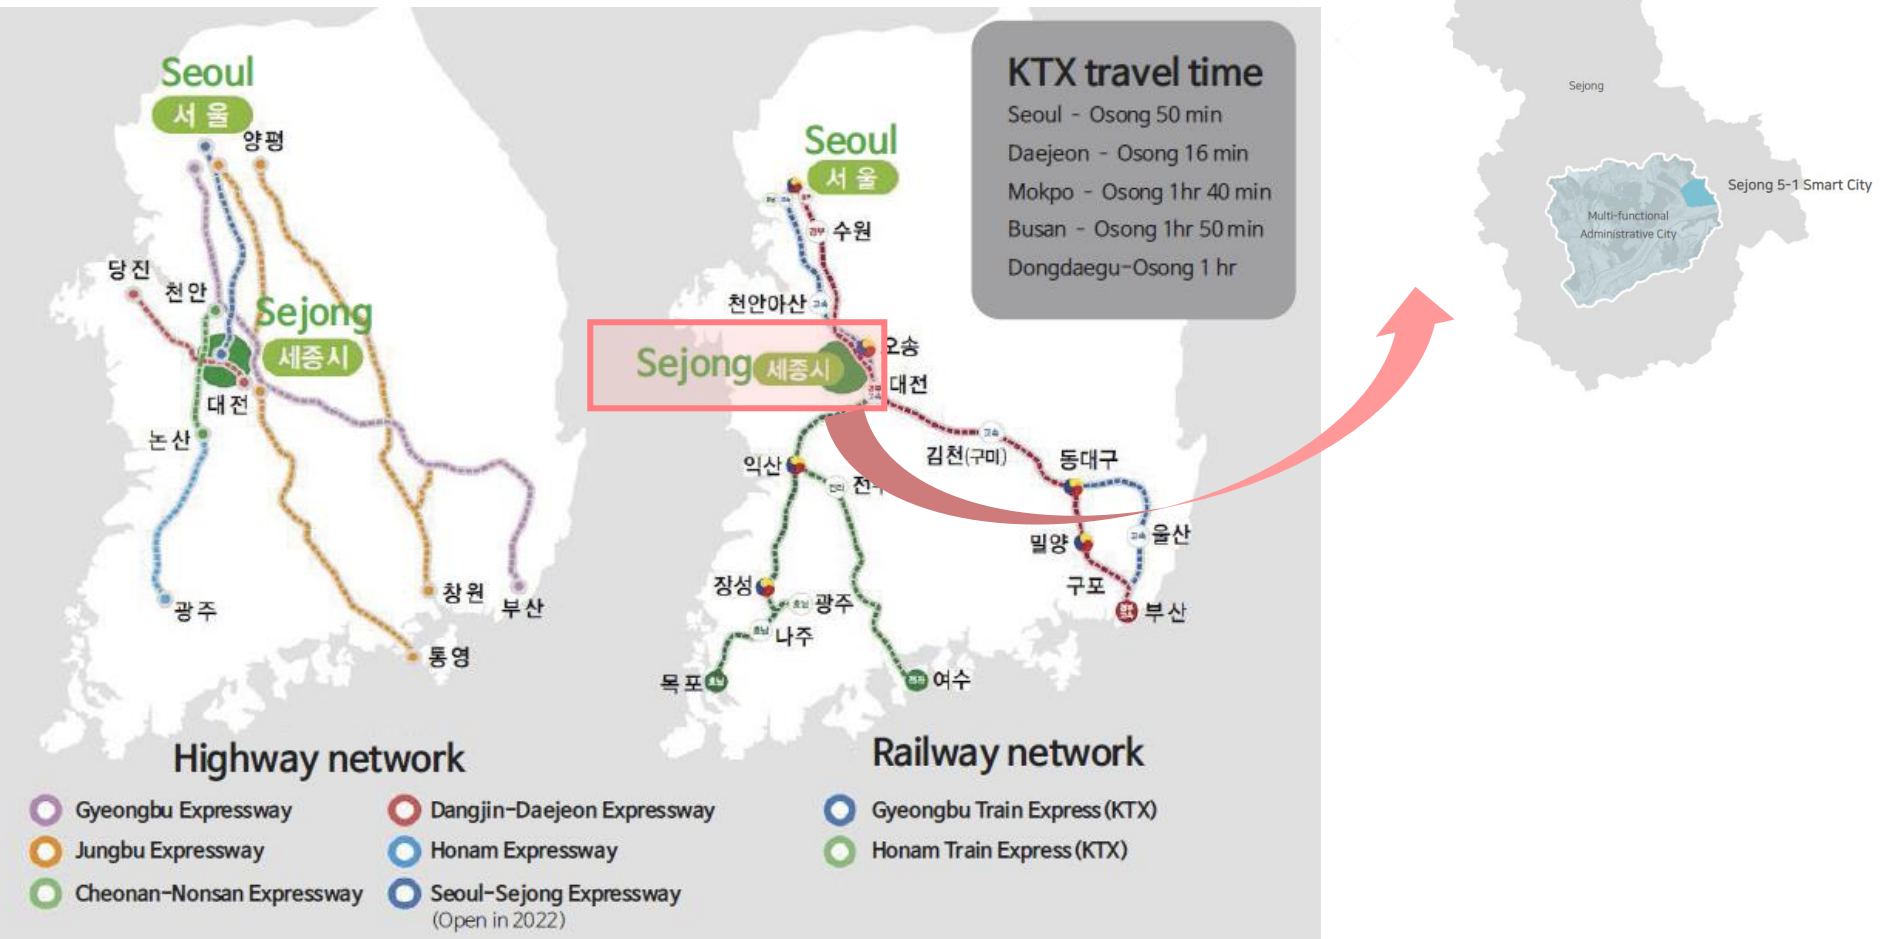 Seoul
서울
양평
당진
천안
Sejong
세종시
대전
논산
광주
창원
부산
통영
Highway network
Gyeongbu Expressway
Jungbu Expressway
Cheonan-Nonsan Expressway
Dangjin-Daejeon Expressway
Honam Expressway
Seoul-Sejong Expressway
(Open in 2022)
Seoul
서울
수원
천안아산
Sejong 세종시
오송
대전
김천(구미)
동대구
익산
밀양
울산
구포
부산
장성
광주
나주
목포
여수
Railway network
Gyeongbu Train Express (KTX)
Honam Train Express (KTX)
KTX travel time
Seoul - Osong 50 min
Daejeon - Osong 16 min
Mokpo - Osong 1hr 40 min
Busan - Osong 1hr 50 min
Dongdaegu-Osong 1 hr
Sejong
Sejong 5-1 Smart City
Multi-functional
Administrative City